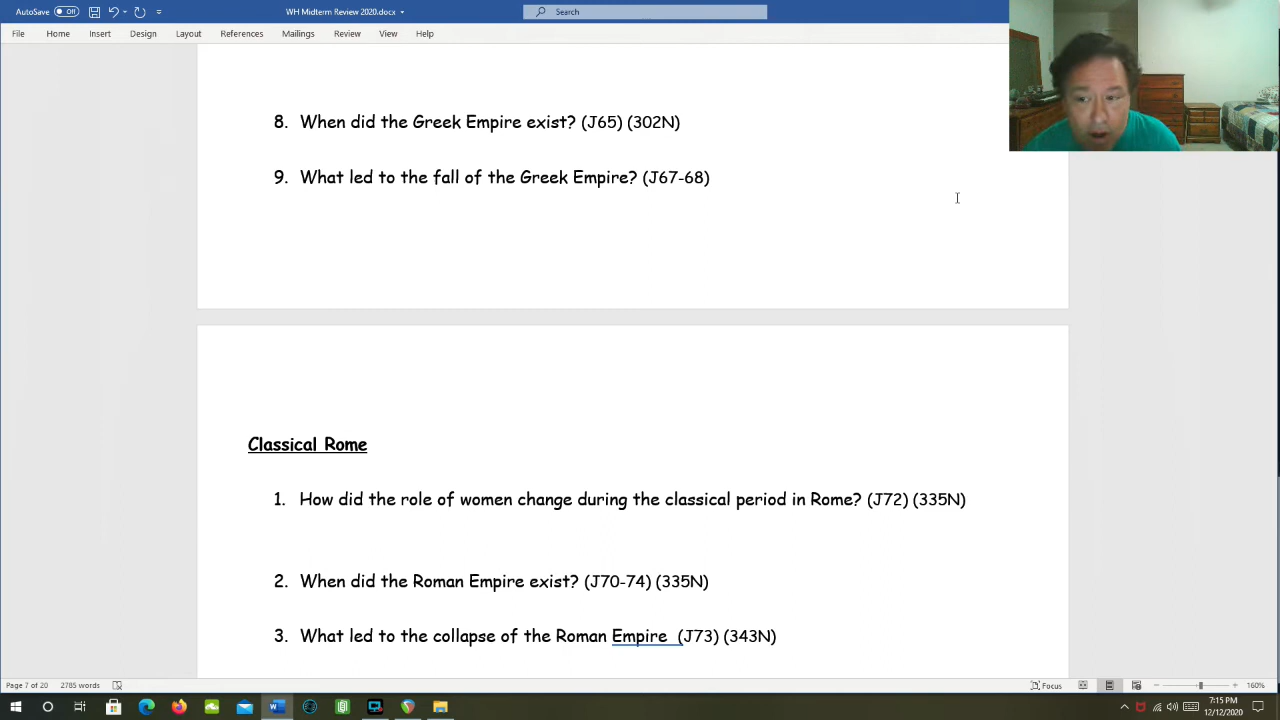 AutoSave Off WH Midterm Review 2020.docx Search
File Home Insert Design Layout References Mailings Review View Help
8. When did the Greek Empire exist? (J65) (302N)
9. What led to the fall of the Greek Empire? (J67-68)
Classical Rome
1. How did the role of women change during the classical period in Rome? (J72) (335N)
2. When did the Roman Empire exist? (J70-74) (335N)
3. What led to the collapse of the Roman Empire (J73) (343N)
Page 7 of 20 2785 words Focus 160%
7:15 PM
12/12/2020